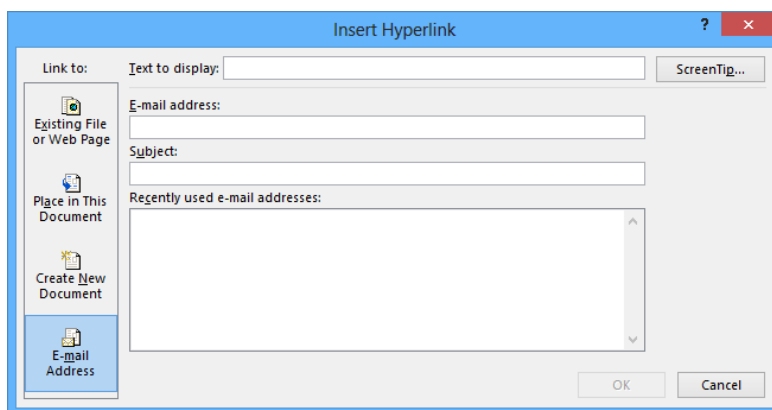 Insert Hyperlink
?
Link to:
Text to display:
ScreenTip...
Existing File
or Web Page
Place in This
Document
Create New
Document
E-mail
Address
E-mail address:
Subject:
Recently used e-mail addresses:
OK
Cancel